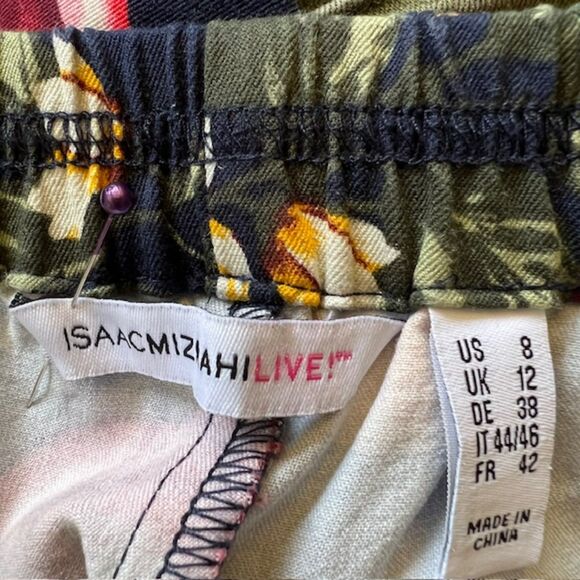 ISAACMIZRAHILIVE!™
US 8
UK 12
DE 38
IT 44/46
FR 42
MADE IN
CHINA